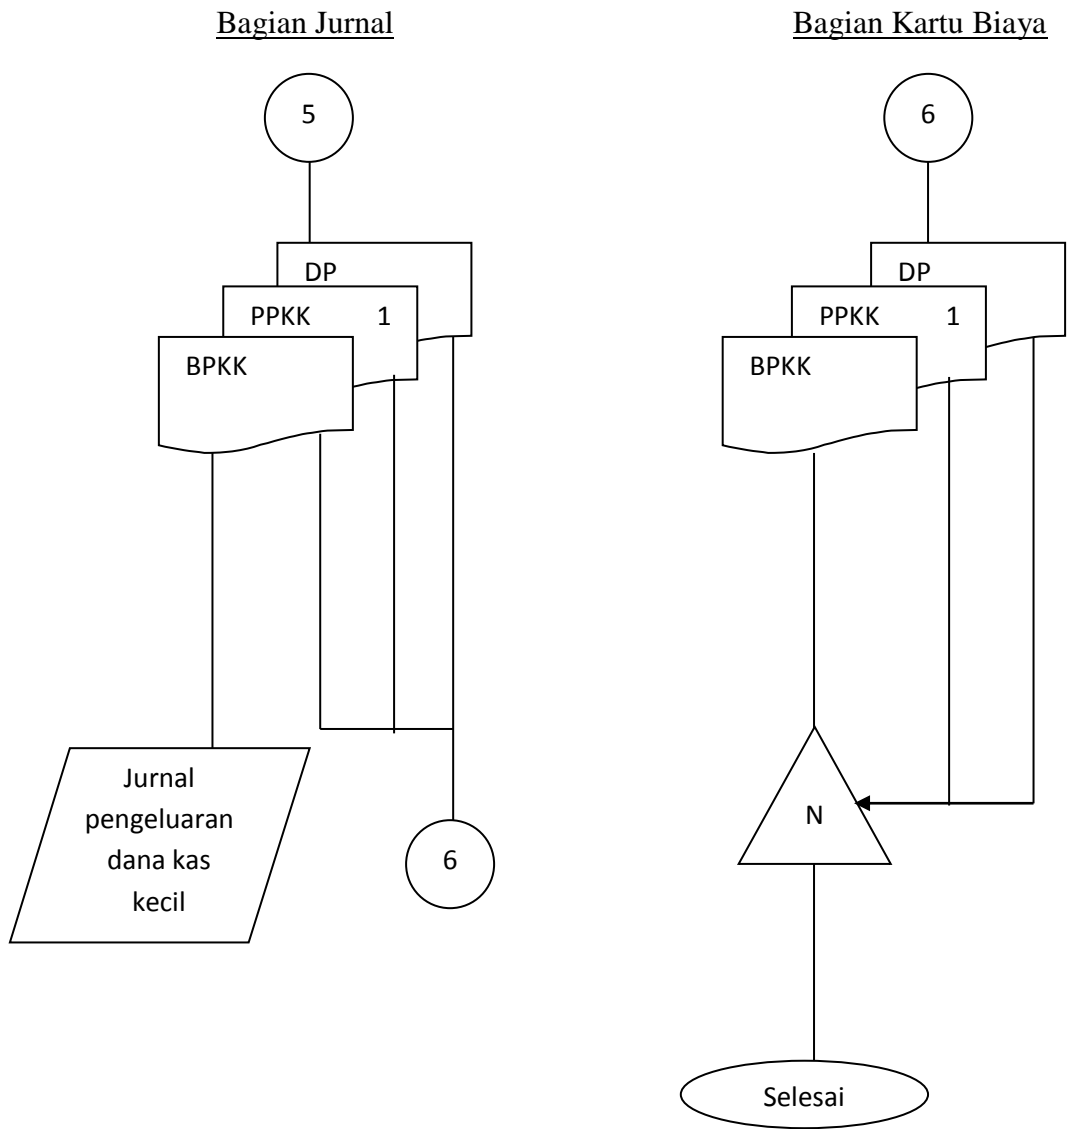 Bagian Jurnal
5
DP
PPKK 1
BPKK
Jurnal
pengeluaran
dana kas
kecil
6
Bagian Kartu Biaya
6
DP
PPKK 1
BPKK
N
Selesai